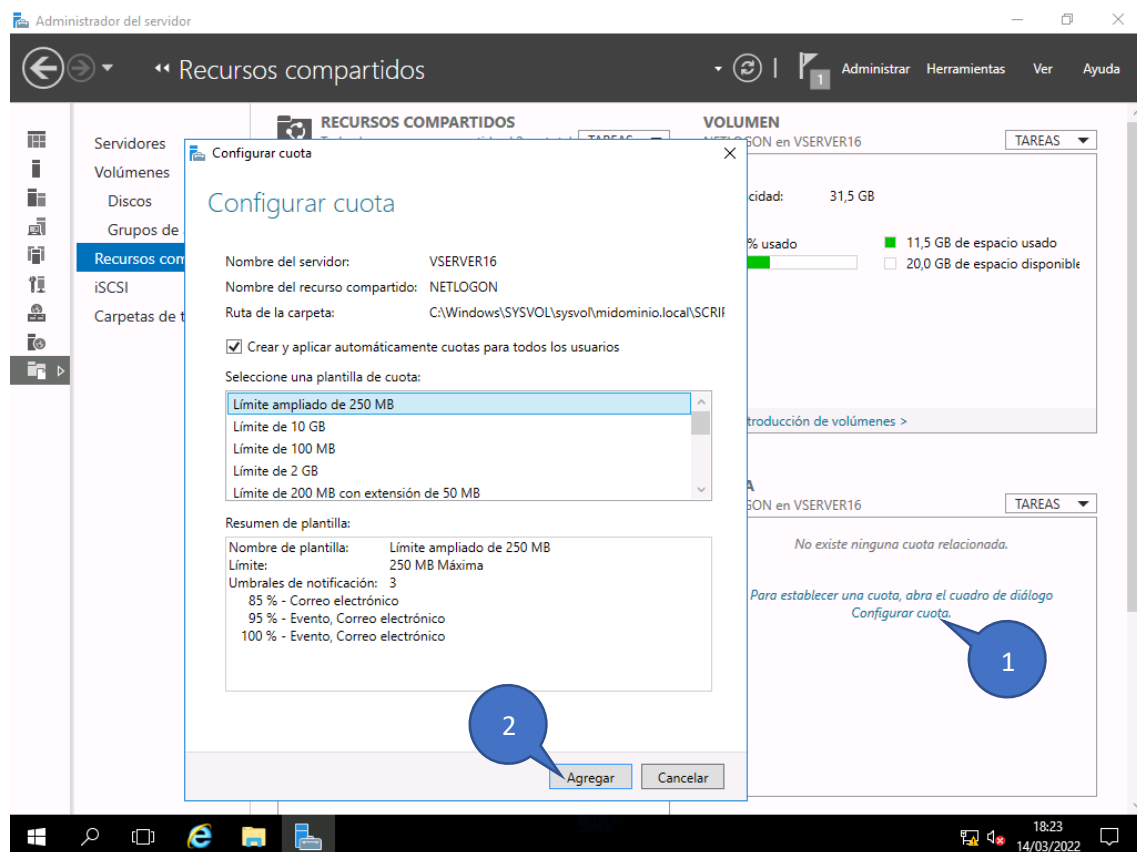 Administrador del servidor
Recursos compartidos
1
Administrar Herramientas Ver Ayuda
Servidores
Volúmenes
Discos
Grupos de
Recursos com
iSCSI
Carpetas de t
RECURSOS COMPARTIDOS
TAREAS
VOLUMEN
NETLOGON en VSERVER16
TAREAS
cidad: 31,5 GB
% usado
11,5 GB de espacio usado
20,0 GB de espacio disponible
troducción de volúmenes >
A
GON en VSERVER16
TAREAS
No existe ninguna cuota relacionada.
Para establecer una cuota, abra el cuadro de diálogo
Configurar cuota.
1
Configurar cuota
Configurar cuota
Nombre del servidor: VSERVER16
Nombre del recurso compartido: NETLOGON
Ruta de la carpeta: C:\Windows\SYSVOL\sysvol\midominio.local\SCRIP
Crear y aplicar automáticamente cuotas para todos los usuarios
Seleccione una plantilla de cuota:
Límite ampliado de 250 MB
Límite de 10 GB
Límite de 100 MB
Límite de 2 GB
Límite de 200 MB con extensión de 50 MB
Resumen de plantilla:
Nombre de plantilla: Límite ampliado de 250 MB
Límite: 250 MB Máxima
Umbrales de notificación: 3
85 % - Correo electrónico
95 % - Evento, Correo electrónico
100 % - Evento, Correo electrónico
2
Agregar Cancelar
18:23
14/03/2022